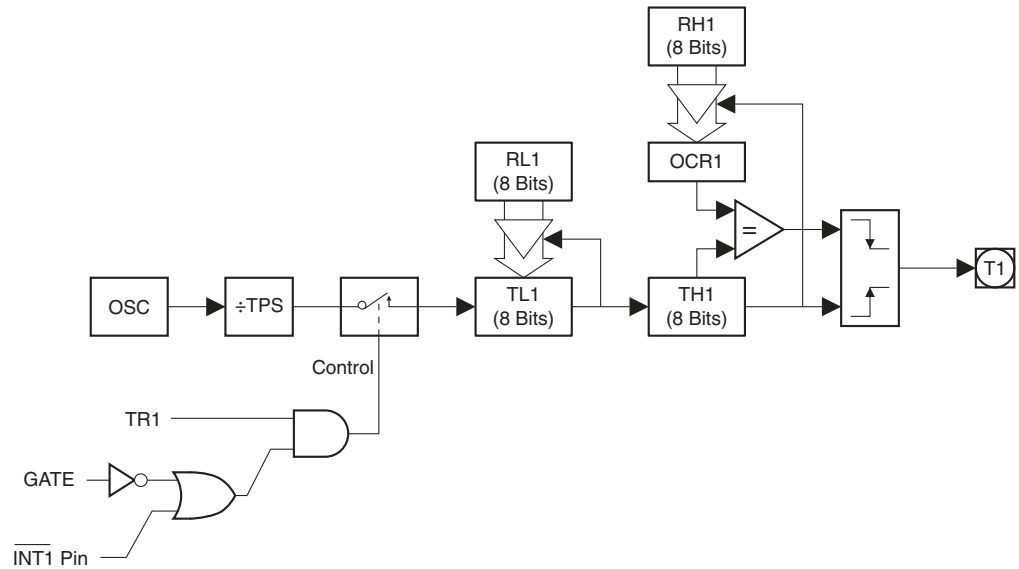 RH1
(8 Bits)
RL1
(8 Bits)
OCR1
=
OSC
÷TPS
TL1
(8 Bits)
TH1
(8 Bits)
T1
Control
TR1
GATE
I̅N̅T̅1̅ Pin